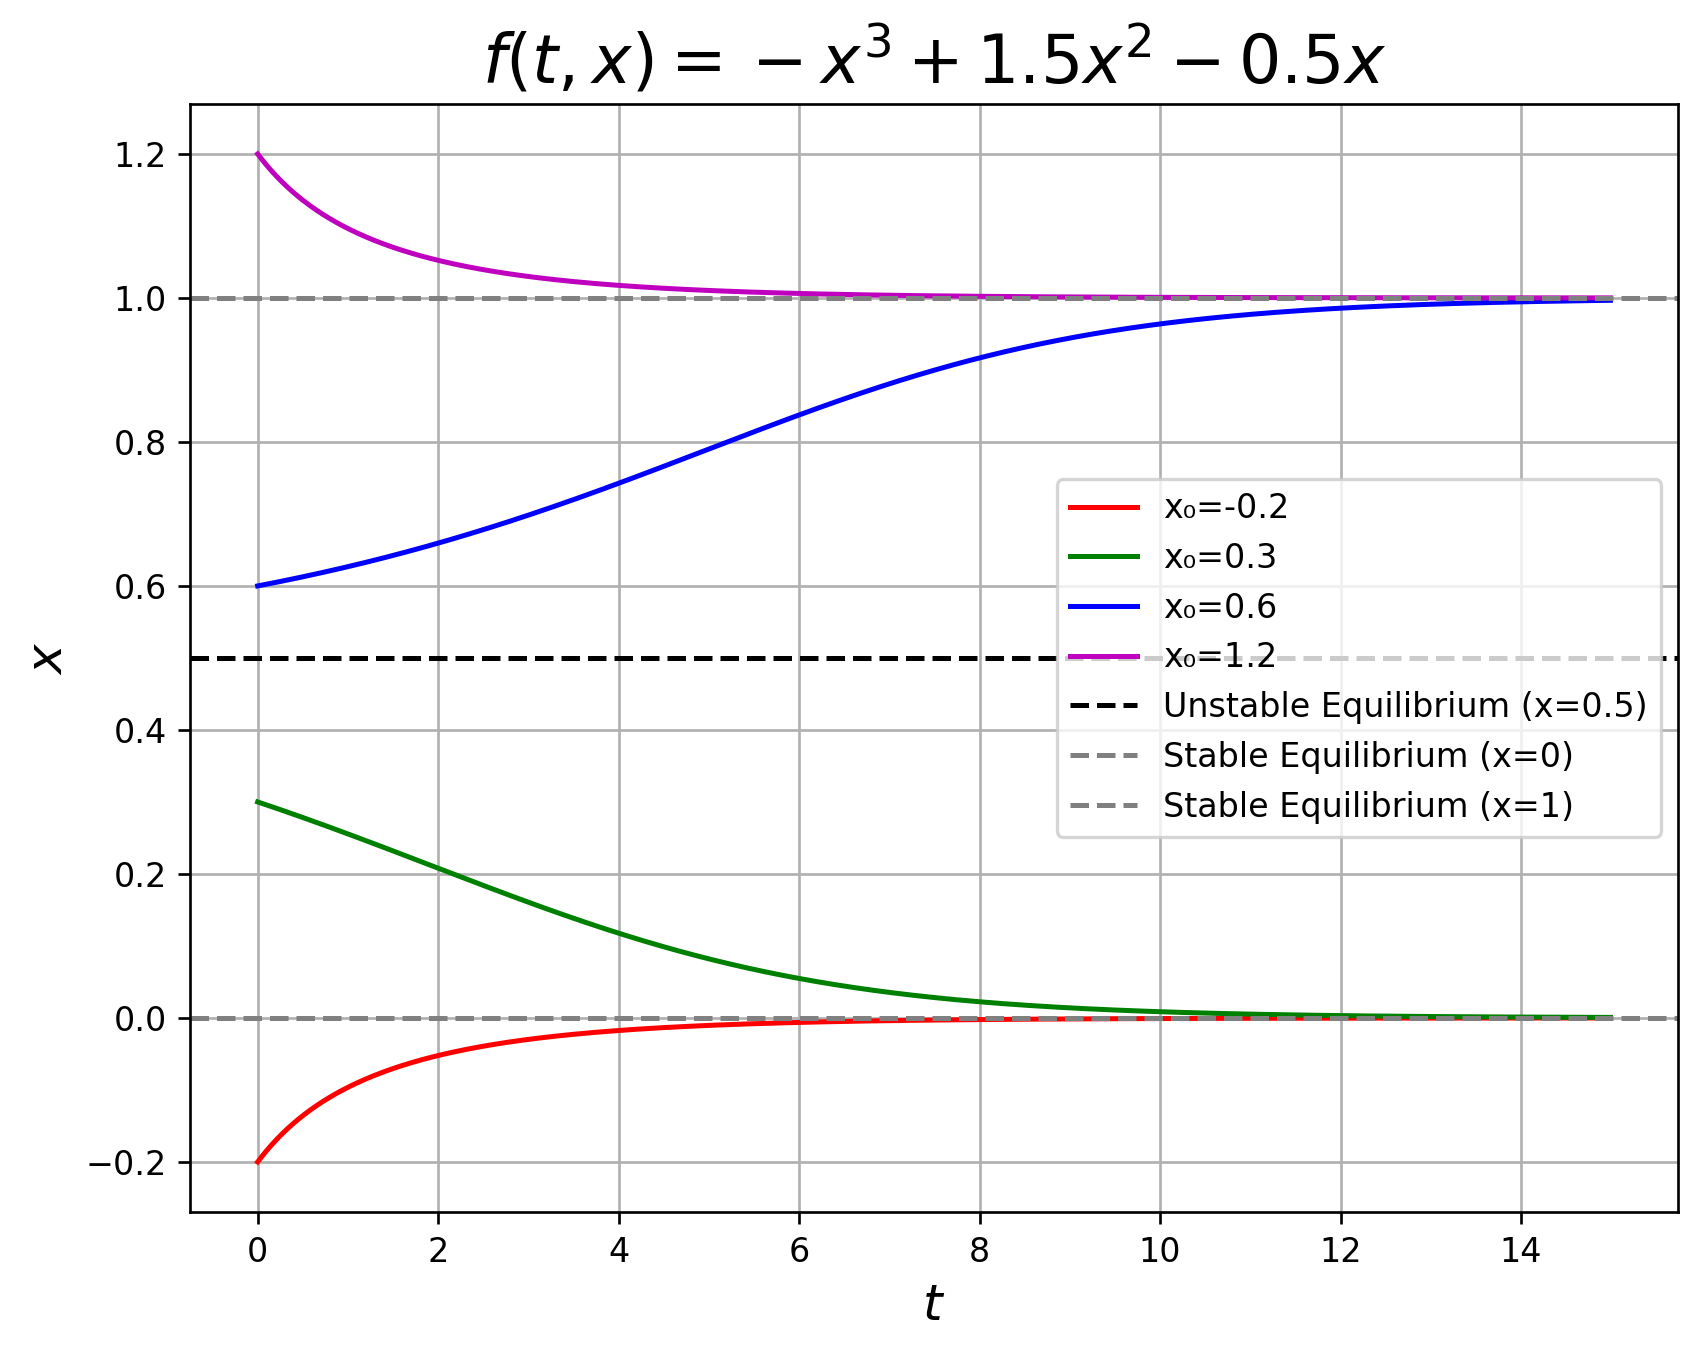 f(t, x) = −x³ + 1.5x² − 0.5x
1.2
1.0
0.8
0.6
0.4
0.2
0.0
−0.2
x
x₀=-0.2
x₀=0.3
x₀=0.6
x₀=1.2
Unstable Equilibrium (x=0.5)
Stable Equilibrium (x=0)
Stable Equilibrium (x=1)
0 2 4 6 8 10 12 14
t